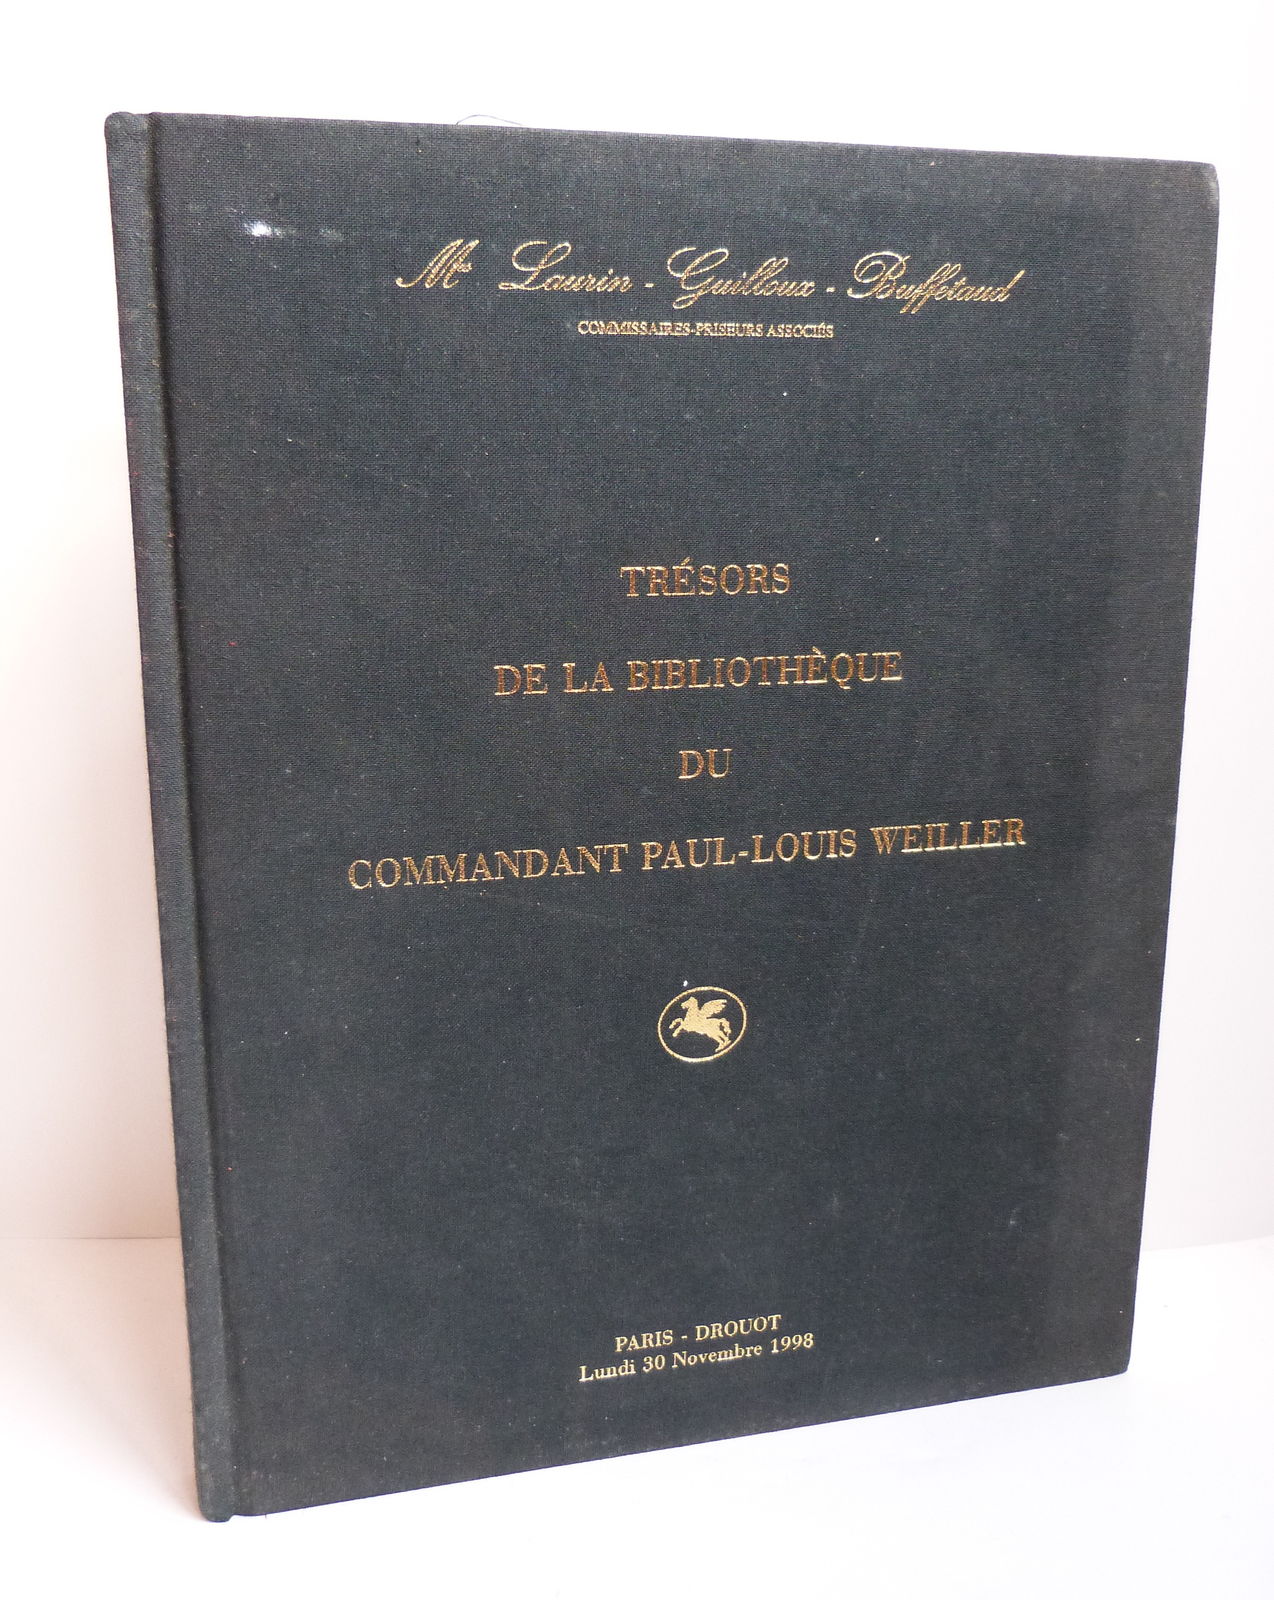 Mes Laurin - Guilloux - Buffetaud
COMMISSAIRES-PRISEURS ASSOCIÉS
TRÉSORS
DE LA BIBLIOTHÈQUE
DU
COMMANDANT PAUL-LOUIS WEILLER
PARIS - DROUOT
Lundi 30 Novembre 1998